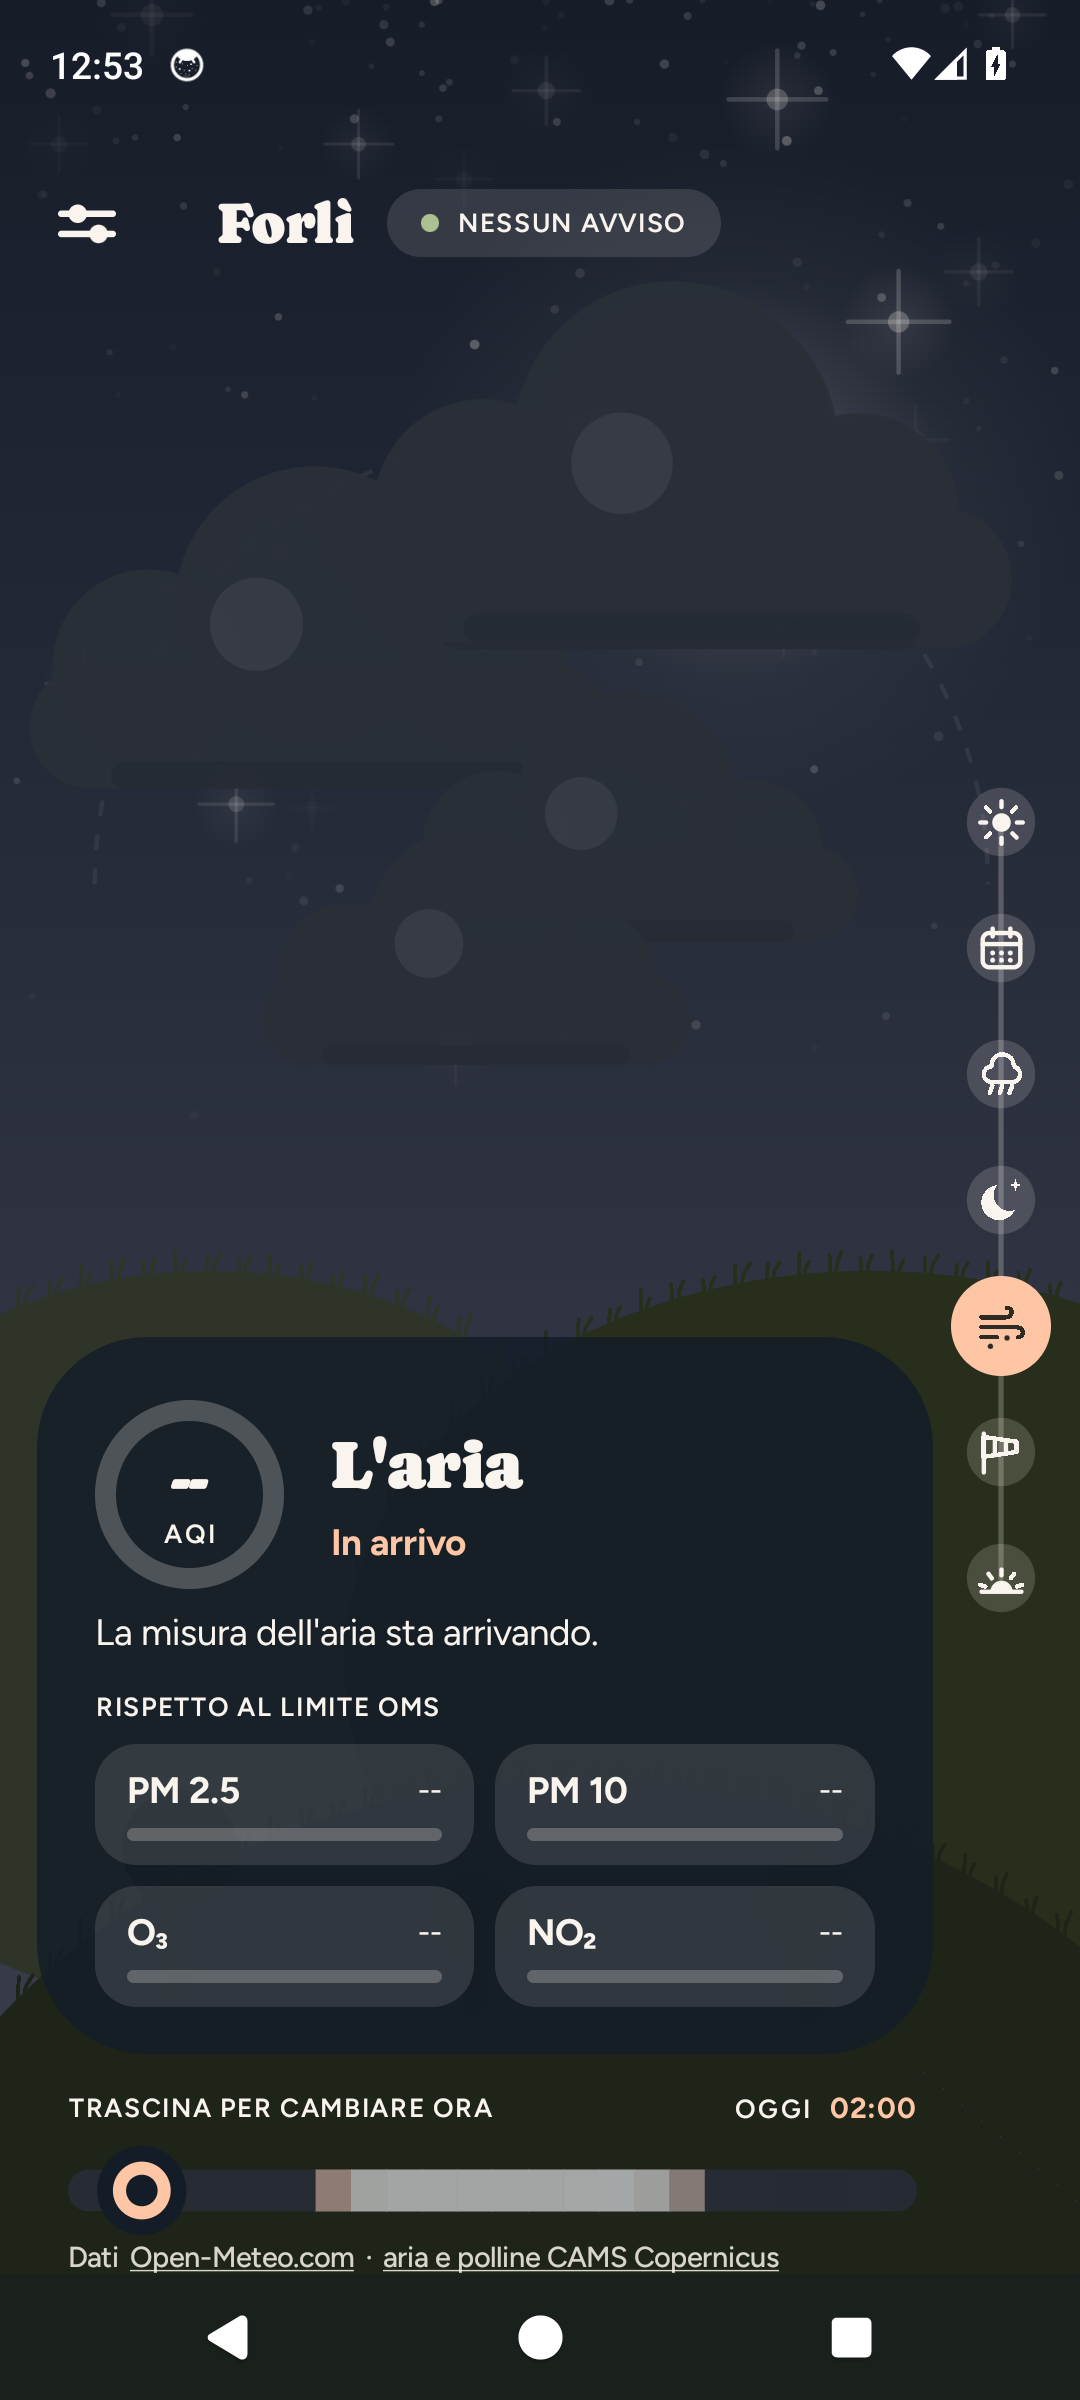 12:53
Forlì
NESSUN AVVISO
--
AQI
L'aria
In arrivo
La misura dell'aria sta arrivando.
RISPETTO AL LIMITE OMS
PM 2.5 --
PM 10 --
O₃ --
NO₂ --
TRASCINA PER CAMBIARE ORA
OGGI 02:00
Dati Open-Meteo.com · aria e polline CAMS Copernicus